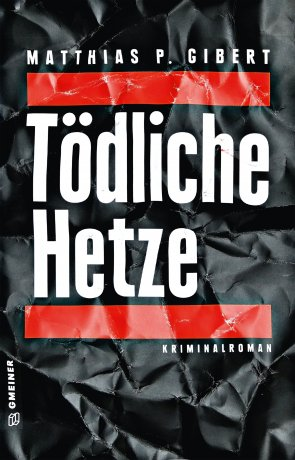 MATTHIAS P. GIBERT
Tödliche
Hetze
KRIMINALROMAN
GMEINER